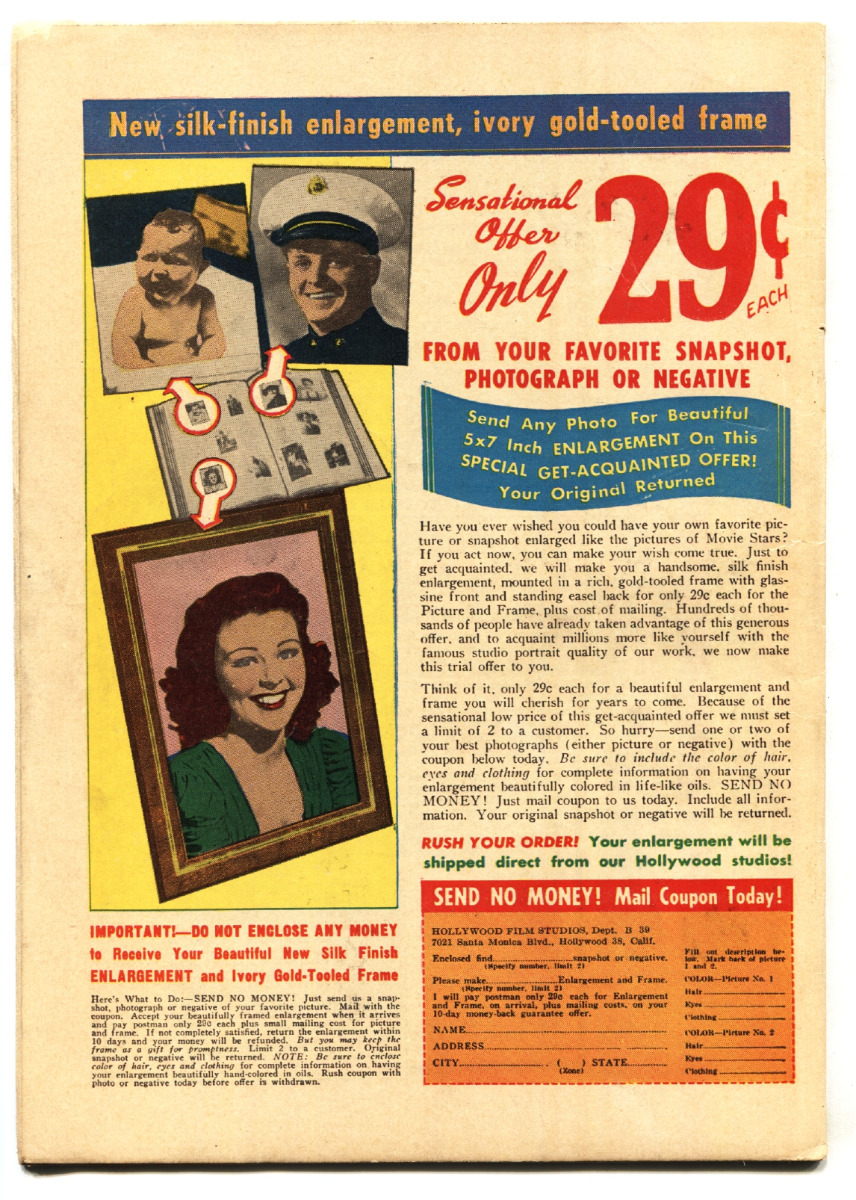 New silk-finish enlargement, ivory gold-tooled frame
Sensational
Offer
Only
29¢
EACH
FROM YOUR FAVORITE SNAPSHOT,
PHOTOGRAPH OR NEGATIVE
Send Any Photo For Beautiful
5x7 Inch ENLARGEMENT On This
SPECIAL GET-ACQUAINTED OFFER!
Your Original Returned
Have you ever wished you could have your own favorite pic-
ture or snapshot enlarged like the pictures of Movie Stars?
If you act now, you can make your wish come true. Just to
get acquainted, we will make you a handsome, silk finish
enlargement, mounted in a rich, gold-tooled frame with glas-
sine front and standing easel back for only 29c each for the
Picture and Frame, plus cost of mailing. Hundreds of thou-
sands of people have already taken advantage of this generous
offer, and to acquaint millions more like yourself with the
famous studio portrait quality of our work, we now make
this trial offer to you.
Think of it, only 29c each for a beautiful enlargement and
frame you will cherish for years to come. Because of the
sensational low price of this get-acquainted offer we must set
a limit of 2 to a customer. So hurry—send one or two of
your best photographs (either picture or negative) with the
coupon below today. Be sure to include the color of hair,
eyes and clothing for complete information on having your
enlargement beautifully colored in life-like oils. SEND NO
MONEY! Just mail coupon to us today. Include all infor-
mation. Your original snapshot or negative will be returned.
RUSH YOUR ORDER! Your enlargement will be
shipped direct from our Hollywood studios!
IMPORTANT!—DO NOT ENCLOSE ANY MONEY
to Receive Your Beautiful New Silk Finish
ENLARGEMENT and Ivory Gold-Tooled Frame
Here's What to Do:—SEND NO MONEY! Just send us a snap-
shot, photograph or negative of your favorite picture. Mail with the
coupon. Accept your beautifully framed enlargement when it arrives
and pay postman only 29c each plus small mailing cost for picture
and frame. If not completely satisfied, return the enlargement within
10 days and your money will be refunded. But you may keep the
frame as a gift for promptness. Limit 2 to a customer. Original
snapshot or negative will be returned. NOTE: Be sure to enclose
color of hair, eyes and clothing for complete information on having
your enlargement beautifully hand-colored in oils. Rush coupon with
photo or negative today before offer is withdrawn.
SEND NO MONEY! Mail Coupon Today!
HOLLYWOOD FILM STUDIOS, Dept. B 39
7021 Santa Monica Blvd., Hollywood 38, Calif.
Enclosed find snapshot or negative.
(Specify number, limit 2)
Please make Enlargement and Frame.
(Specify number, limit 2)
I will pay postman only 29c each for Enlargement
and Frame, on arrival, plus mailing costs, on your
10-day money-back guarantee offer.
NAME
ADDRESS
CITY ( ) STATE
(Zone)
Fill out description be-
low. Mark back of picture
1 and 2.
COLOR—Picture No. 1
Hair
Eyes
Clothing
COLOR—Picture No. 2
Hair
Eyes
Clothing